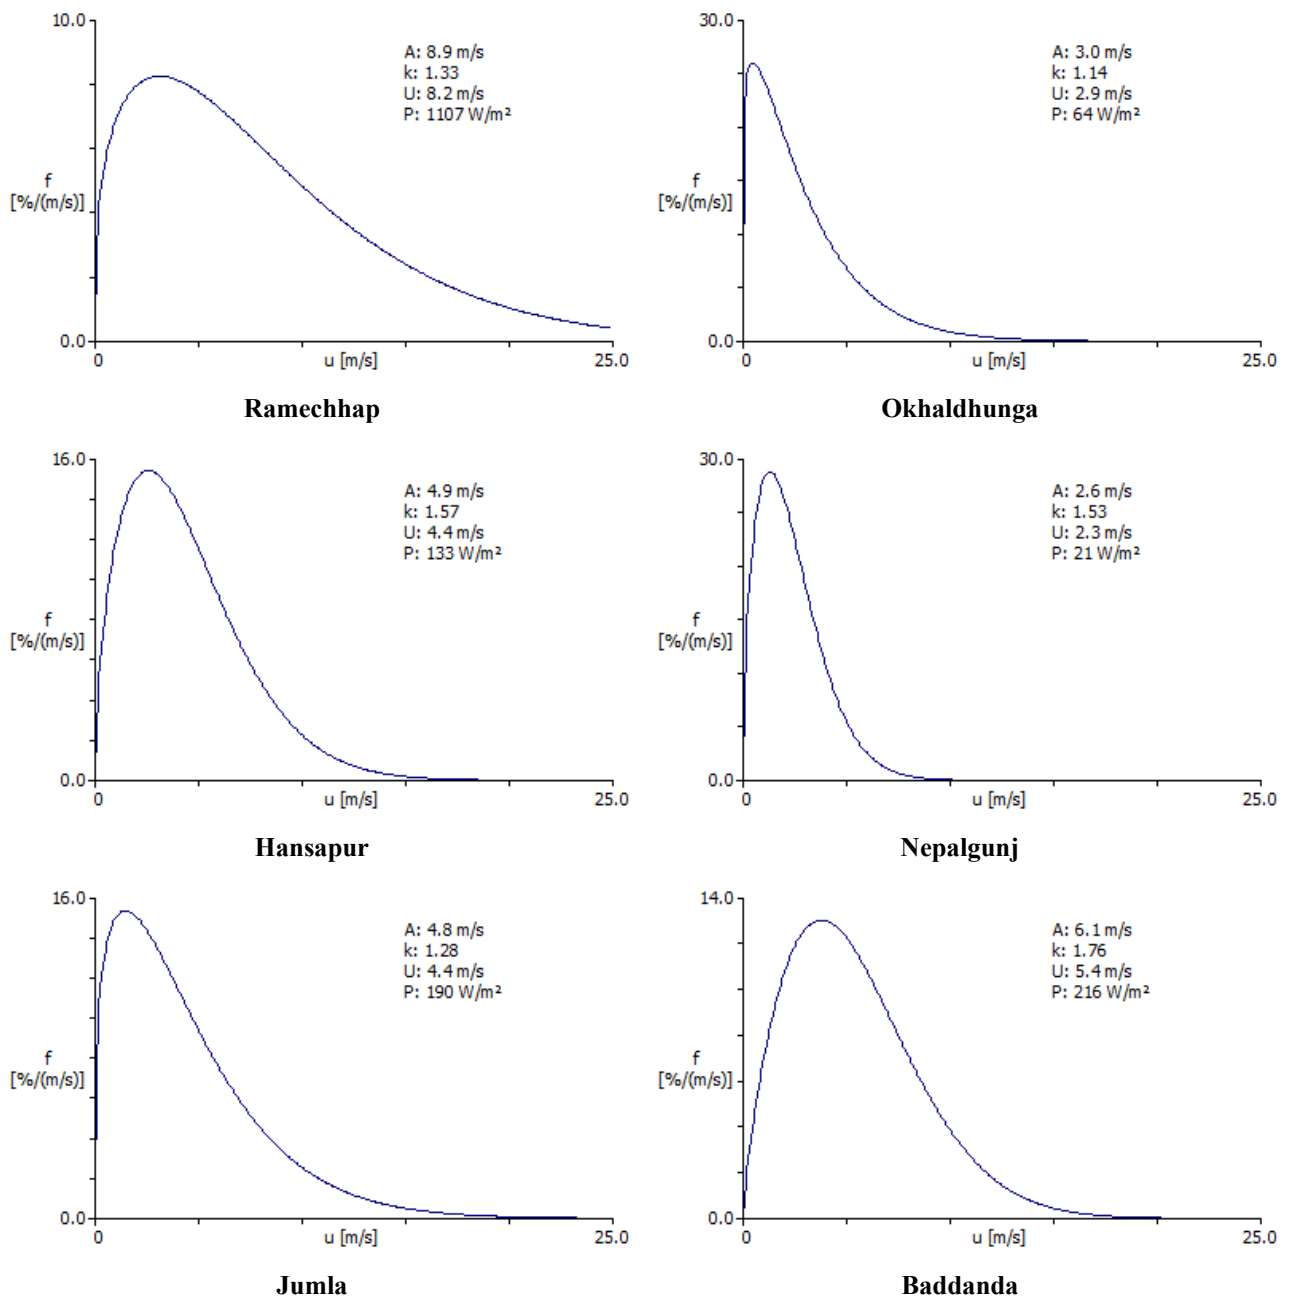 10.0
A: 8.9 m/s
k: 1.33
U: 8.2 m/s
P: 1107 W/m²
f
[%/(m/s)]
0.0
0
u [m/s]
25.0
Ramechhap
30.0
A: 3.0 m/s
k: 1.14
U: 2.9 m/s
P: 64 W/m²
f
[%/(m/s)]
0.0
0
u [m/s]
25.0
Okhaldhunga
16.0
A: 4.9 m/s
k: 1.57
U: 4.4 m/s
P: 133 W/m²
f
[%/(m/s)]
0.0
0
u [m/s]
25.0
Hansapur
30.0
A: 2.6 m/s
k: 1.53
U: 2.3 m/s
P: 21 W/m²
f
[%/(m/s)]
0.0
0
u [m/s]
25.0
Nepalgunj
16.0
A: 4.8 m/s
k: 1.28
U: 4.4 m/s
P: 190 W/m²
f
[%/(m/s)]
0.0
0
u [m/s]
25.0
Jumla
14.0
A: 6.1 m/s
k: 1.76
U: 5.4 m/s
P: 216 W/m²
f
[%/(m/s)]
0.0
0
u [m/s]
25.0
Baddanda